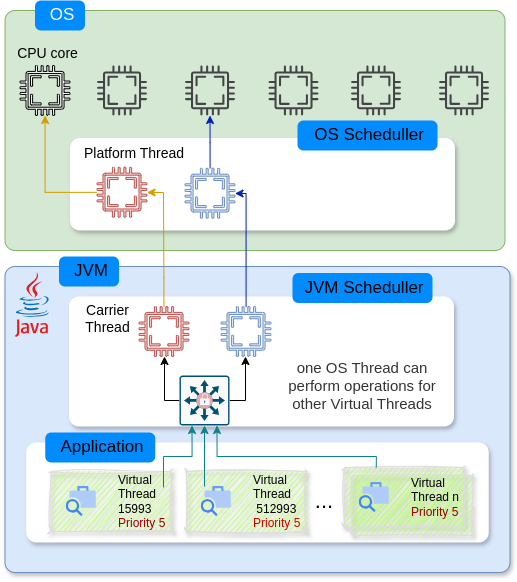 OS
CPU core
OS Scheduller
Platform Thread
JVM
JVM Scheduller
Java
Carrier
Thread
one OS Thread can
perform operations for
other Virtual Threads
Application
Virtual
Thread
15993
Priority 5
Virtual
Thread
512993
Priority 5
...
Virtual
Thread n
Priority 5